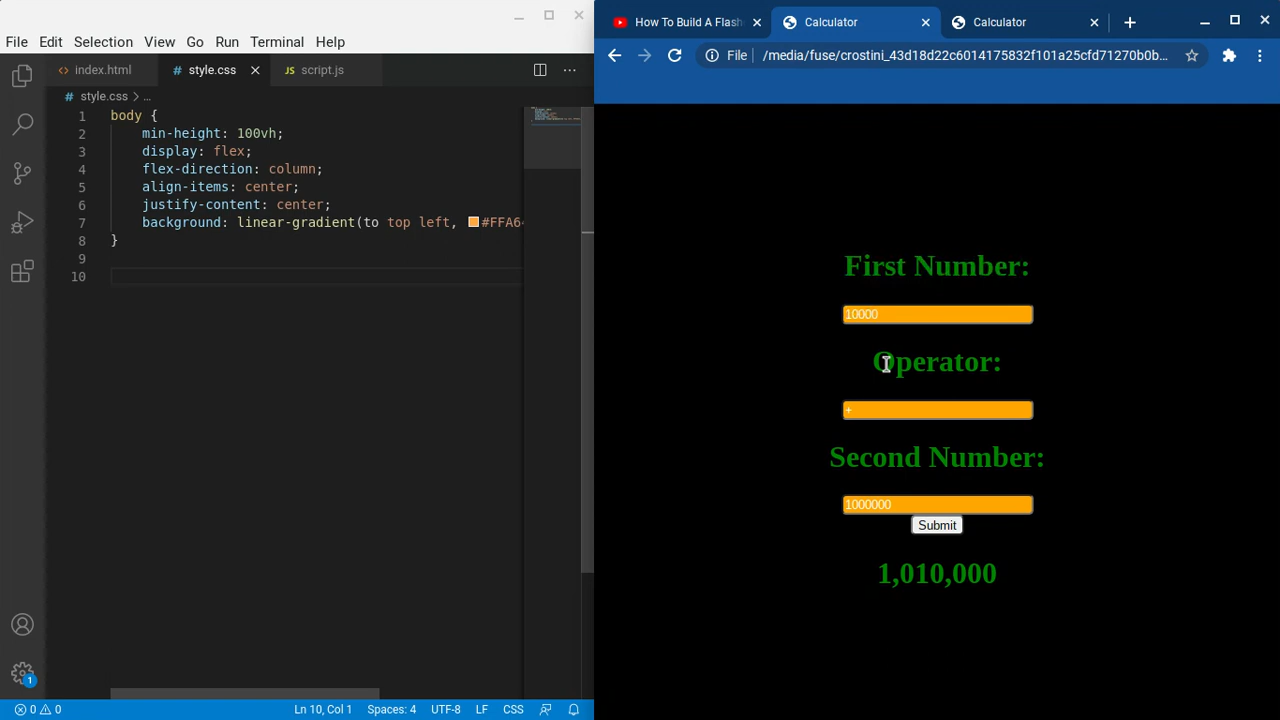 File Edit Selection View Go Run Terminal Help
index.html style.css script.js
# style.css > ...
1 body {
2 min-height: 100vh;
3 display: flex;
4 flex-direction: column;
5 align-items: center;
6 justify-content: center;
7 background: linear-gradient(to top left, #FFA6
8 }
9
10
1
0 0 Ln 10, Col 1 Spaces: 4 UTF-8 LF CSS
How To Build A Flash Calculator Calculator
File /media/fuse/crostini_43d18d22c6014175832f101a25cfd71270b0b...
First Number:
10000
Operator:
+
Second Number:
1000000
Submit
1,010,000